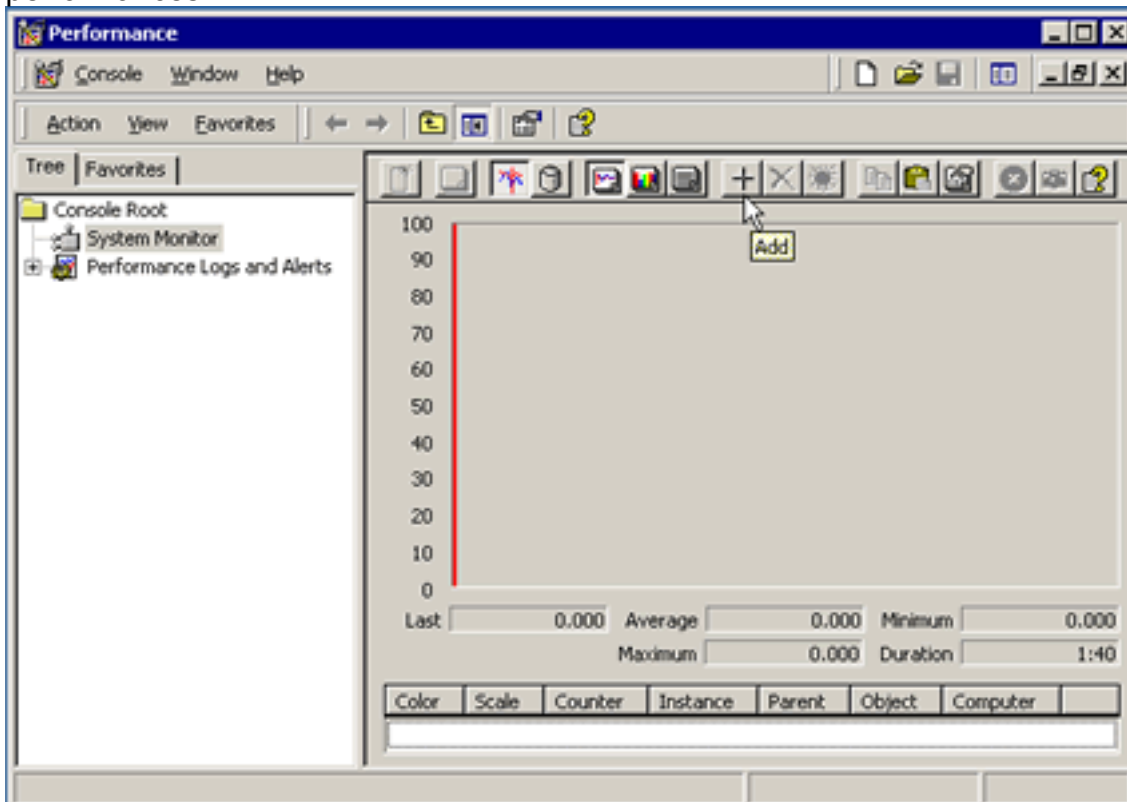 Performance
Console Window Help
Action View Favorites
Tree Favorites
Console Root
System Monitor
Performance Logs and Alerts
Add
100
90
80
70
60
50
40
30
20
10
0
Last 0.000 Average 0.000 Minimum 0.000
Maximum 0.000 Duration 1:40
Color Scale Counter Instance Parent Object Computer